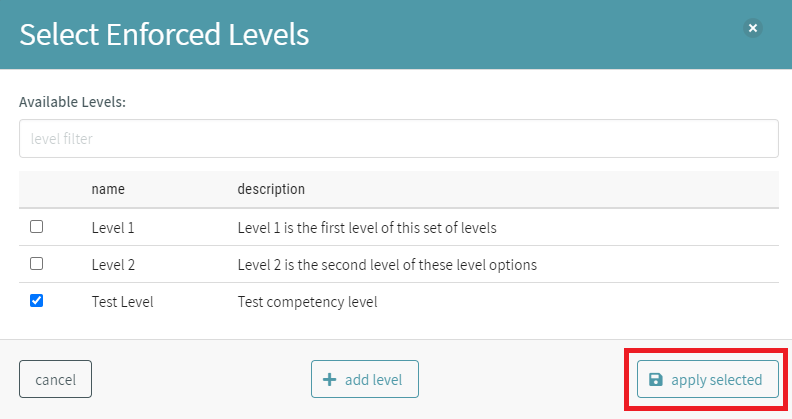 Select Enforced Levels
Available Levels:
level filter
name description
Level 1 Level 1 is the first level of this set of levels
Level 2 Level 2 is the second level of these level options
Test Level Test competency level
cancel add level apply selected